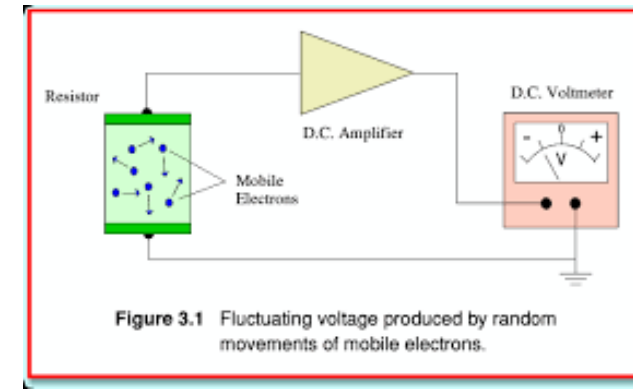 Resistor
D.C. Amplifier
D.C. Voltmeter
- 0 +
V
Mobile
Electrons
Figure 3.1 Fluctuating voltage produced by random
movements of mobile electrons.